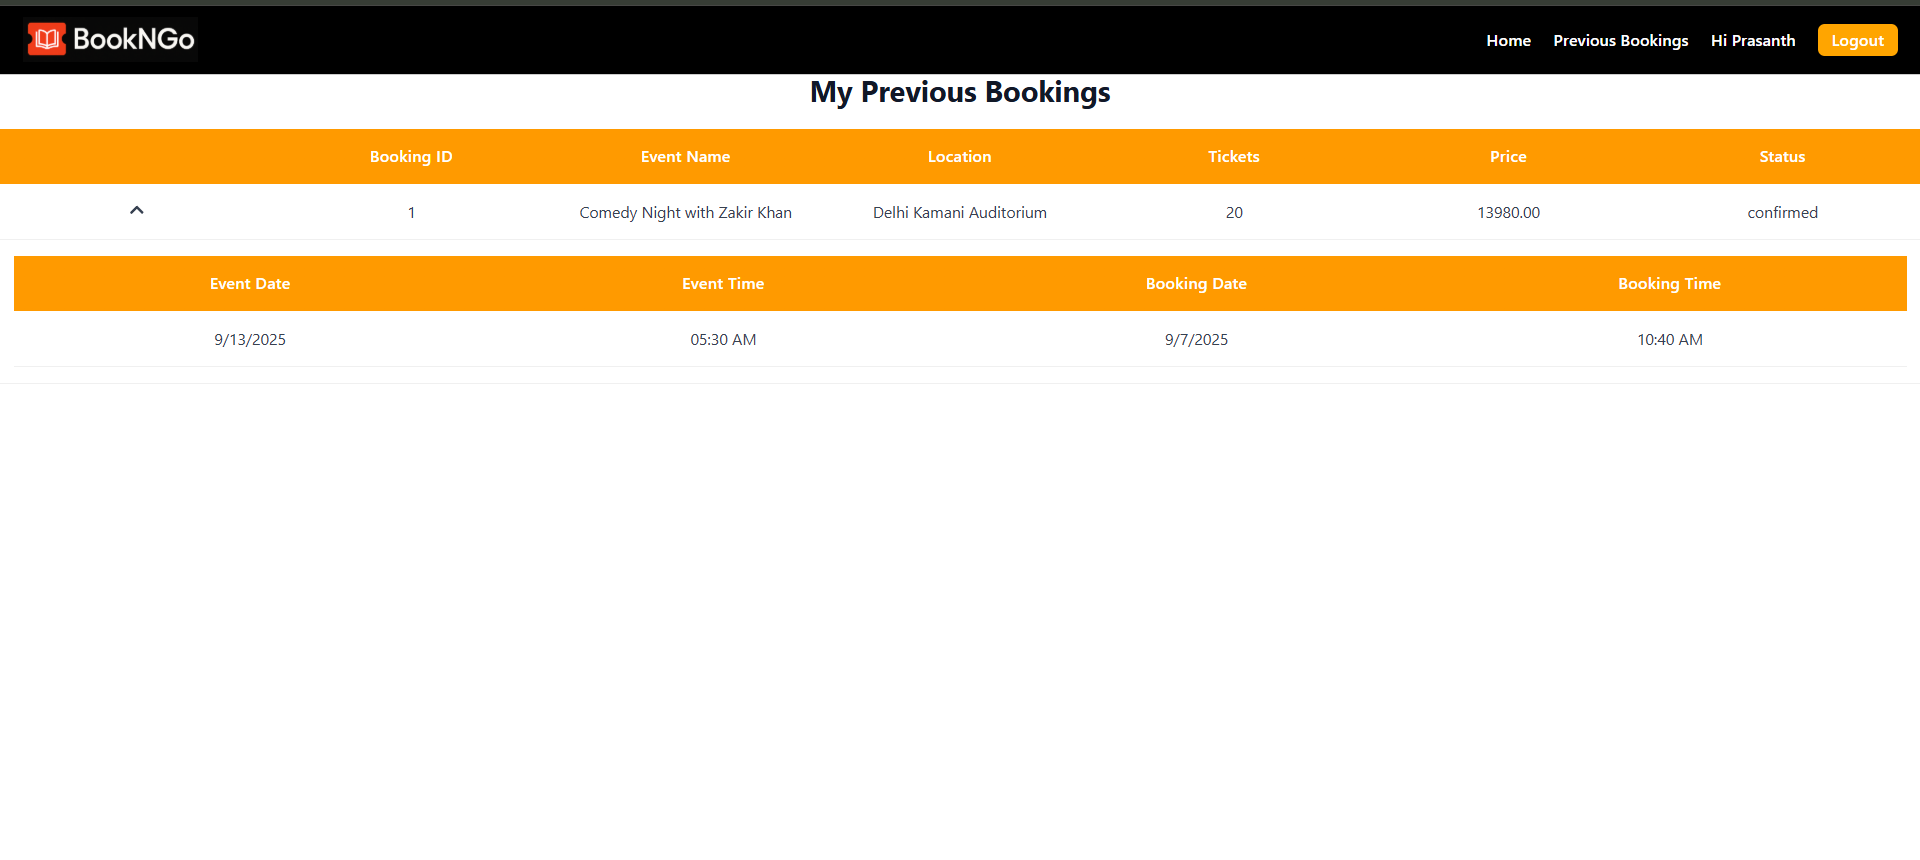 BookNGo Home Previous Bookings Hi Prasanth Logout
My Previous Bookings
Booking ID Event Name Location Tickets Price Status
1 Comedy Night with Zakir Khan Delhi Kamani Auditorium 20 13980.00 confirmed
Event Date Event Time Booking Date Booking Time
9/13/2025 05:30 AM 9/7/2025 10:40 AM